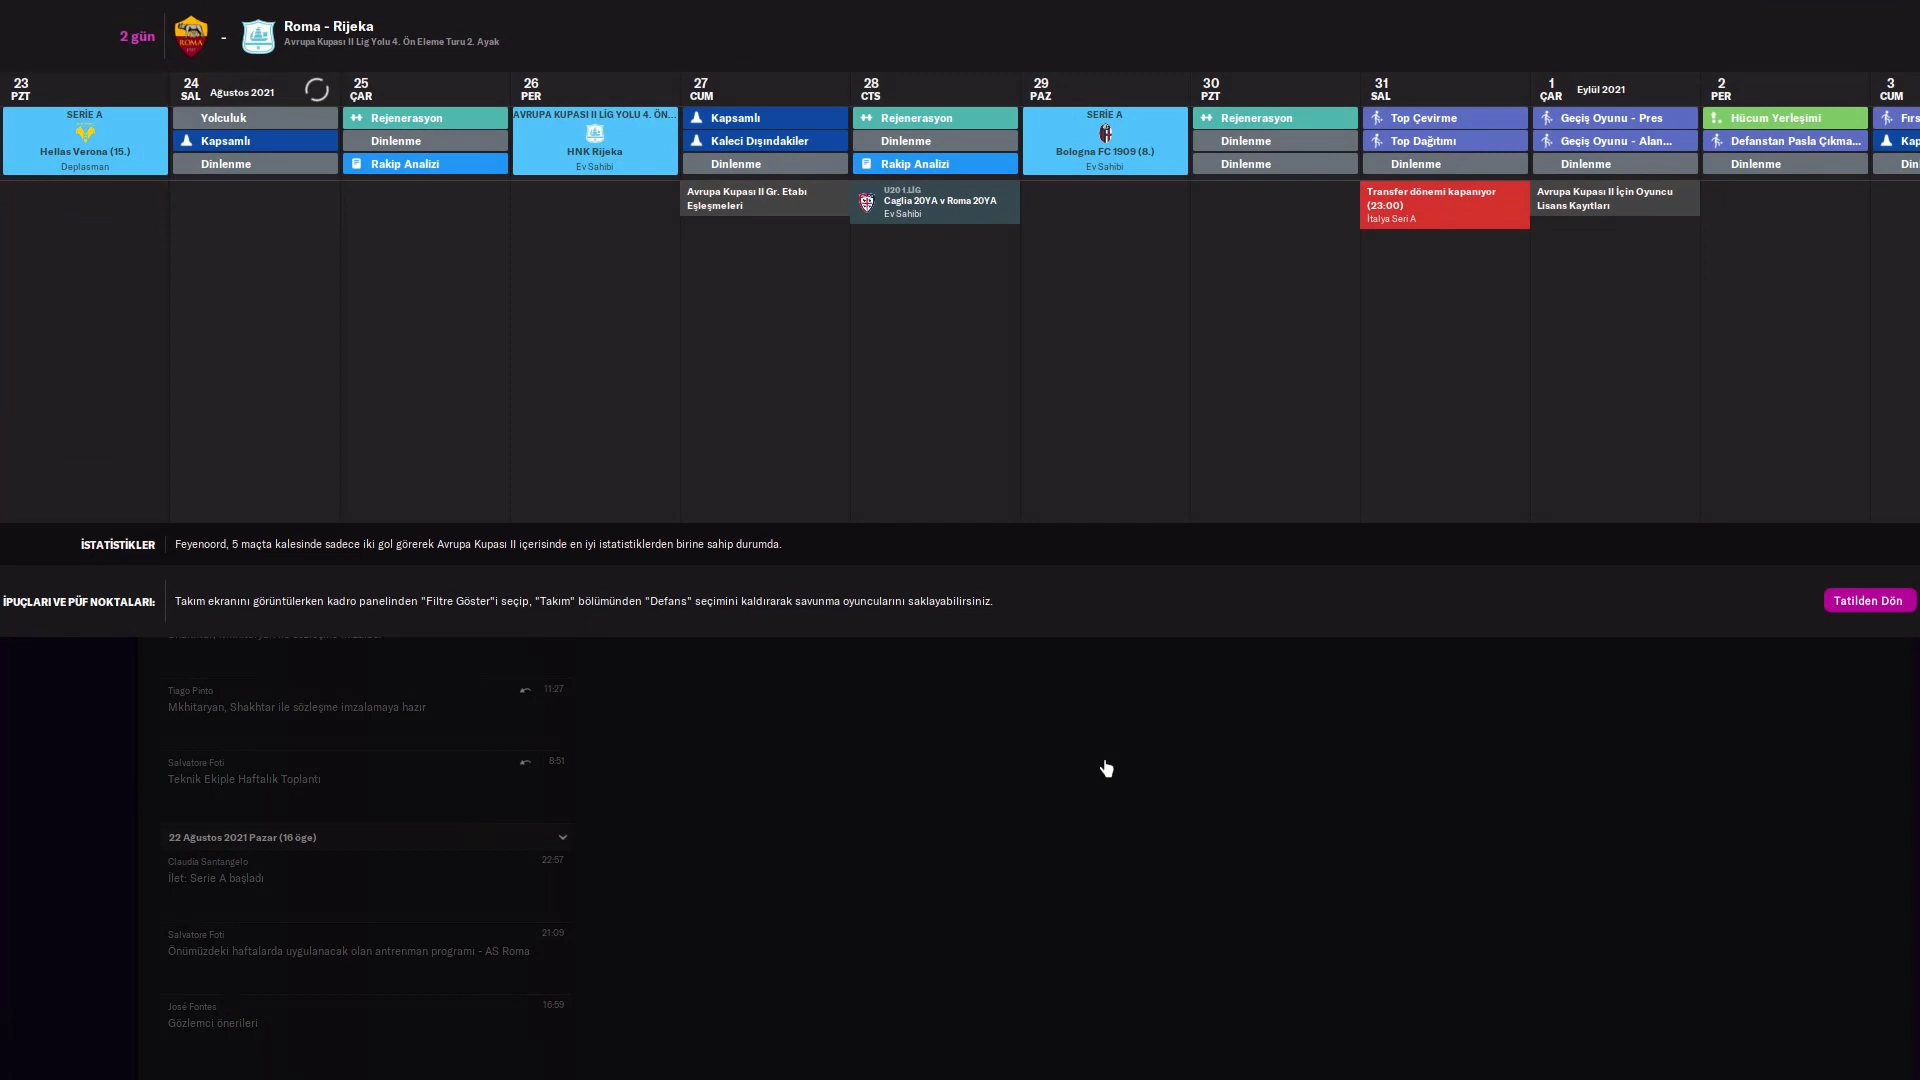 2 gün
-
Roma - Rijeka
Avrupa Kupası II Lig Yolu 4. Ön Eleme Turu 2. Ayak
23
PZT
24
SAL
Ağustos 2021
25
ÇAR
26
PER
27
CUM
28
CTS
29
PAZ
30
PZT
31
SAL
1
ÇAR
Eylül 2021
2
PER
3
CUM
SERİE A
Hellas Verona (15.)
Deplasman
Yolculuk
Kapsamlı
Dinlenme
Rejenerasyon
Dinlenme
Rakip Analizi
AVRUPA KUPASI II LİG YOLU 4. ÖN...
HNK Rijeka
Ev Sahibi
Kapsamlı
Kaleci Dışındakiler
Dinlenme
Rejenerasyon
Dinlenme
Rakip Analizi
SERİE A
Bologna FC 1909 (8.)
Ev Sahibi
Rejenerasyon
Dinlenme
Dinlenme
Top Çevirme
Top Dağıtımı
Dinlenme
Geçiş Oyunu - Pres
Geçiş Oyunu - Alan...
Dinlenme
Hücum Yerleşimi
Defanstan Pasla Çıkma...
Dinlenme
Fırs
Kap
Din
Avrupa Kupası II Gr. Etabı
Eşleşmeleri
U20 1.LİG
Caglia 20YA v Roma 20YA
Ev Sahibi
Transfer dönemi kapanıyor
(23:00)
İtalya Seri A
Avrupa Kupası II İçin Oyuncu
Lisans Kayıtları
İSTATİSTİKLER
Feyenoord, 5 maçta kalesinde sadece iki gol görerek Avrupa Kupası II içerisinde en iyi istatistiklerden birine sahip durumda.
İPUÇLARI VE PÜF NOKTALARI:
Takım ekranını görüntülerken kadro panelinden "Filtre Göster"i seçip, "Takım" bölümünden "Defans" seçimini kaldırarak savunma oyuncularını saklayabilirsiniz.
Tatilden Dön
Tiago Pinto
11:27
Mkhitaryan, Shakhtar ile sözleşme imzalamaya hazır
Salvatore Foti
8:51
Teknik Ekiple Haftalık Toplantı
22 Ağustos 2021 Pazar (16 öge)
Claudia Santangelo
22:57
İlet: Serie A başladı
Salvatore Foti
21:09
Önümüzdeki haftalarda uygulanacak olan antrenman programı - AS Roma
José Fontes
16:59
Gözlemci önerileri